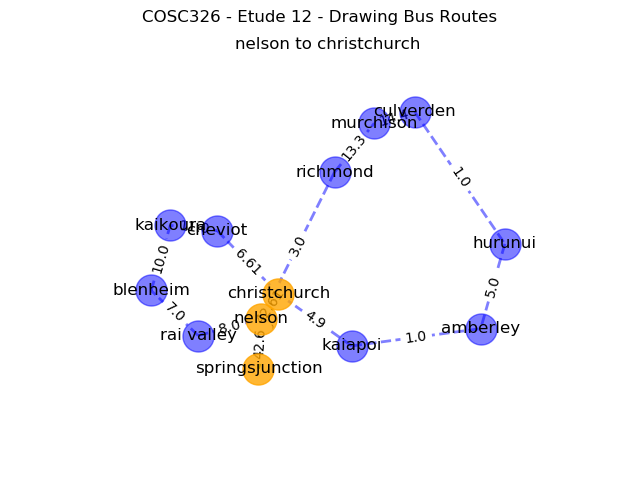 COSC326 - Etude 12 - Drawing Bus Routes
nelson to christchurch
culverden
murchison
13.3
richmond
1.0
kaikoura
cheviot
hurunui
3.0
6.61
10.0
blenheim
christchurch
5.0
7.0
nelson
4.9
8.0
rai valley
amberley
1.0
kaiapoi
42.6
springsjunction